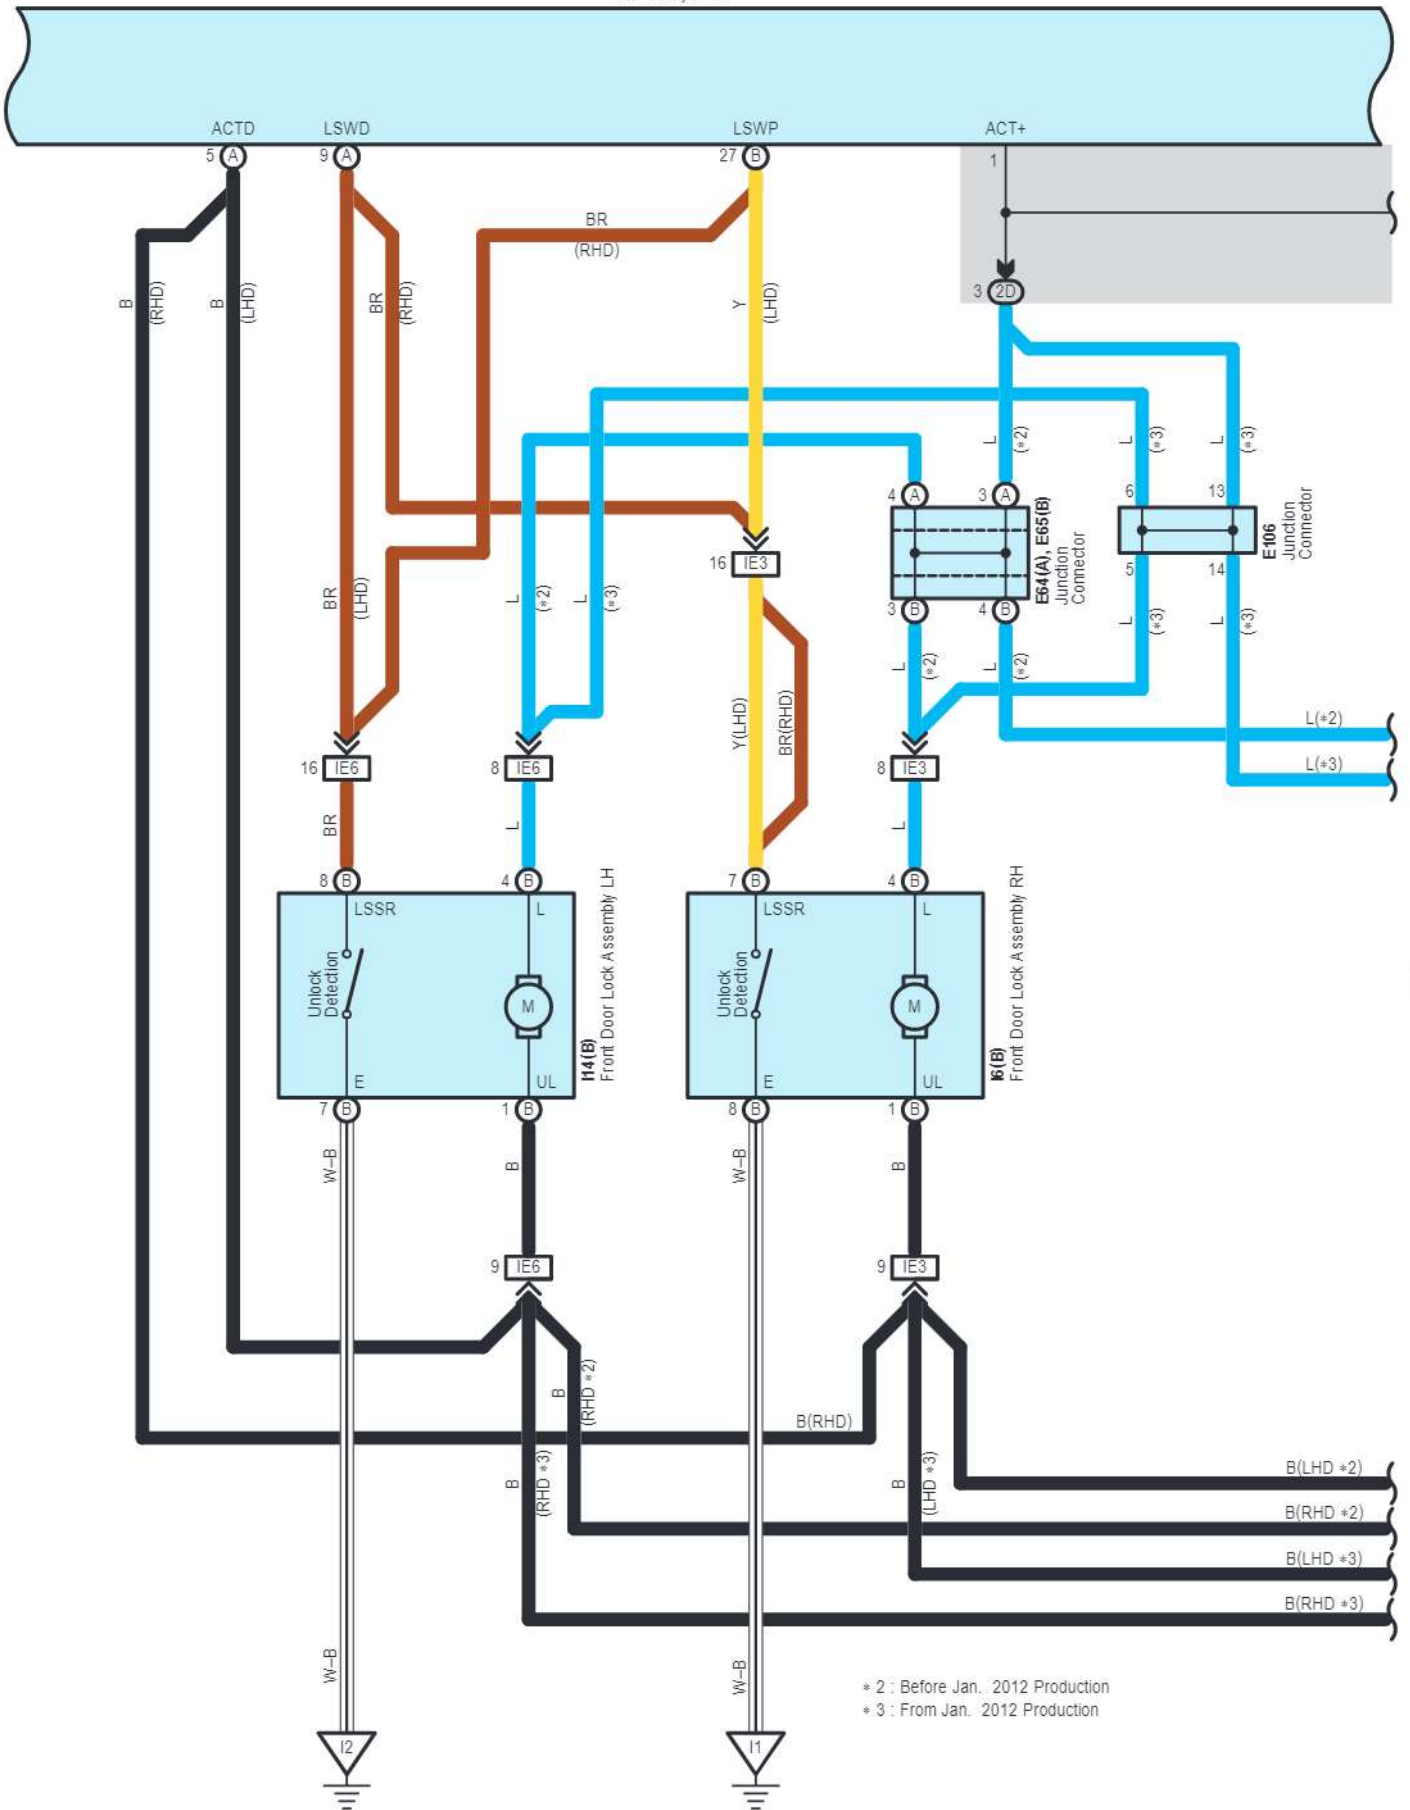 ACTD LSWD LSWP ACT+
5 A 9 A 27 B 1
BR
(RHD)
3 2D
B
(RHD)
B
(LHD)
BR
(RHD)
Y
(LHD)
L
(*2)
L
(*3)
L
(*3)
4 A 3 A
6 13
E64(A), E65(B)
Junction
Connector
E106
Junction
Connector
16 IE3
5 14
BR
(LHD)
L
(*2)
L
(*3)
3 B 4 B
L
(*3)
L
(*3)
L
(*2)
L
(*2)
Y(LHD)
BR(RHD)
L(*2)
L(*3)
16 IE6 8 IE6 8 IE3
BR
L
L
8 B 4 B 7 B 4 B
LSSR L LSSR L
Unlock
Detection
M
Unlock
Detection
M
I14(B)
Front Door Lock Assembly LH
I6(B)
Front Door Lock Assembly RH
E UL E UL
7 B 1 B 8 B 1 B
W-B
B
W-B
B
9 IE6 9 IE3
B
(RHD *2)
B(RHD)
B
(RHD *3)
B
(LHD *3)
B(LHD *2)
B(RHD *2)
B(LHD *3)
B(RHD *3)
W-B
W-B
* 2 : Before Jan. 2012 Production
* 3 : From Jan. 2012 Production
I2 I1